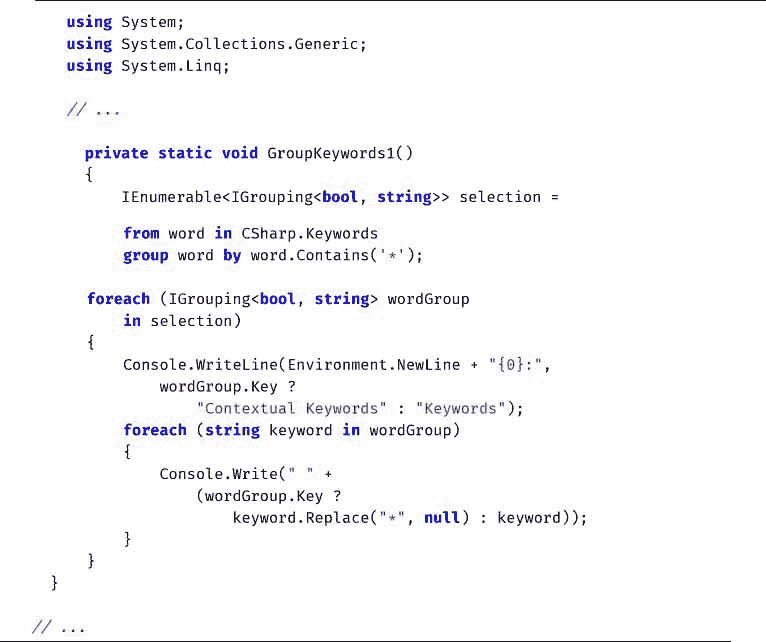 using System;
using System.Collections.Generic;
using System.Linq;
// ...
private static void GroupKeywords1()
{
IEnumerable<IGrouping<bool, string>> selection =
from word in CSharp.Keywords
group word by word.Contains('*');
foreach (IGrouping<bool, string> wordGroup
in selection)
{
Console.WriteLine(Environment.NewLine + "{0}:",
wordGroup.Key ?
"Contextual Keywords" : "Keywords");
foreach (string keyword in wordGroup)
{
Console.Write(" " +
(wordGroup.Key ?
keyword.Replace("*", null) : keyword));
}
}
}
// ...